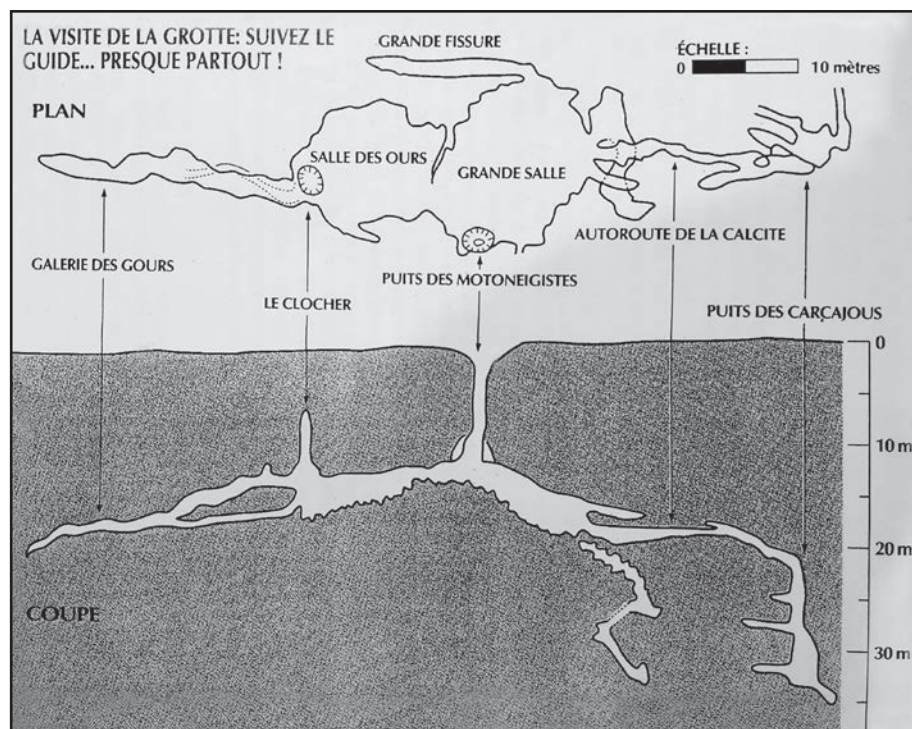 LA VISITE DE LA GROTTE: SUIVEZ LE
GUIDE... PRESQUE PARTOUT !
GRANDE FISSURE
ÉCHELLE :
0 10 mètres
PLAN
SALLE DES OURS
GRANDE SALLE
AUTOROUTE DE LA CALCITE
GALERIE DES GOURS
PUITS DES MOTONEIGISTES
LE CLOCHER
PUITS DES CARÇAJOUS
0
10 m
20 m
COUPE
30 m